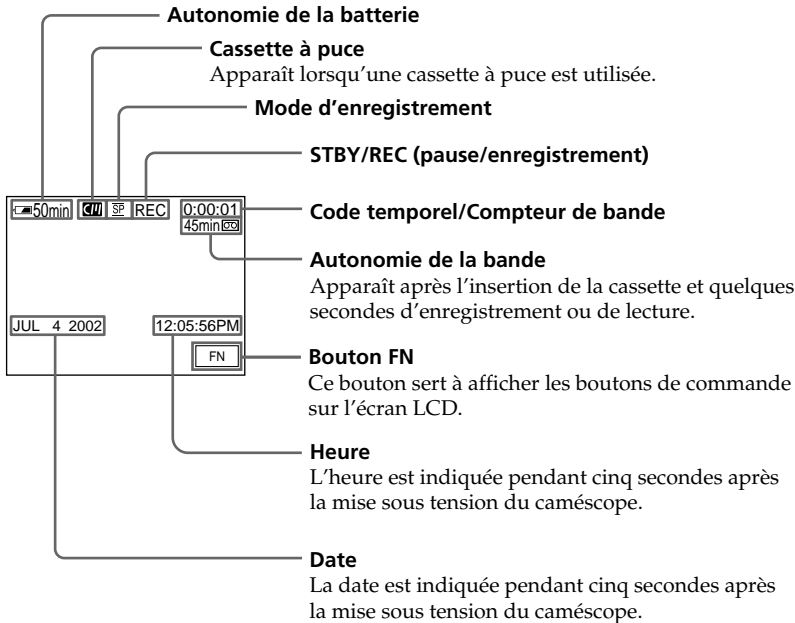 Autonomie de la batterie
Cassette à puce
Apparaît lorsqu'une cassette à puce est utilisée.
Mode d'enregistrement
STBY/REC (pause/enregistrement)
50min SP REC 0:00:01
Code temporel/Compteur de bande
45min
Autonomie de la bande
Apparaît après l'insertion de la cassette et quelques
secondes d'enregistrement ou de lecture.
JUL 4 2002 12:05:56PM
FN
Bouton FN
Ce bouton sert à afficher les boutons de commande
sur l'écran LCD.
Heure
L'heure est indiquée pendant cinq secondes après
la mise sous tension du caméscope.
Date
La date est indiquée pendant cinq secondes après
la mise sous tension du caméscope.